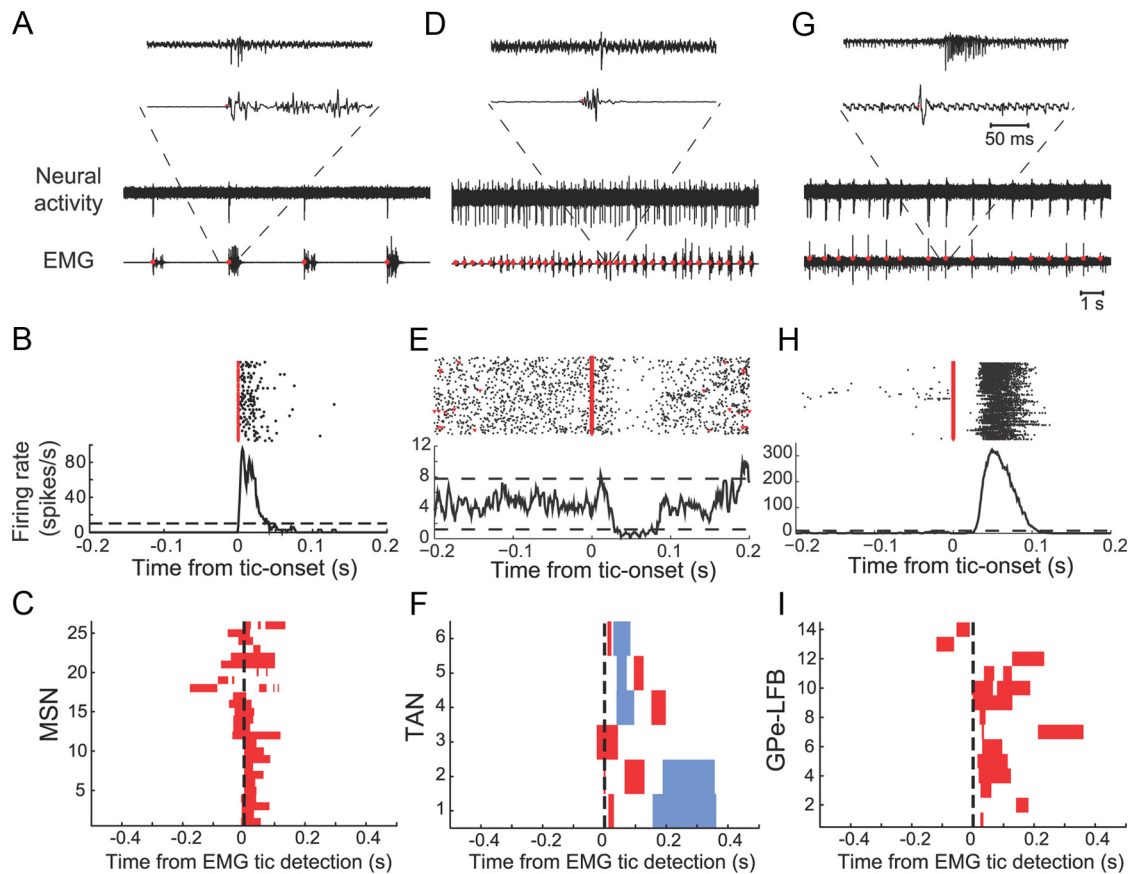 A D G
50 ms
Neural
activity
EMG
1 s
B E H
Firing rate
(spikes/s)
80
40
0
-0.2 -0.1 0 0.1 0.2
Time from tic-onset (s)
12
8
4
0
-0.2 -0.1 0 0.1 0.2
Time from tic-onset (s)
300
200
100
0
-0.2 -0.1 0 0.1 0.2
Time from tic-onset (s)
C F I
MSN
25
20
15
10
5
-0.4 -0.2 0 0.2 0.4
Time from EMG tic detection (s)
TAN
6
5
4
3
2
1
-0.4 -0.2 0 0.2 0.4
Time from EMG tic detection (s)
GPe-LFB
14
12
10
8
6
4
2
-0.4 -0.2 0 0.2 0.4
Time from EMG tic detection (s)